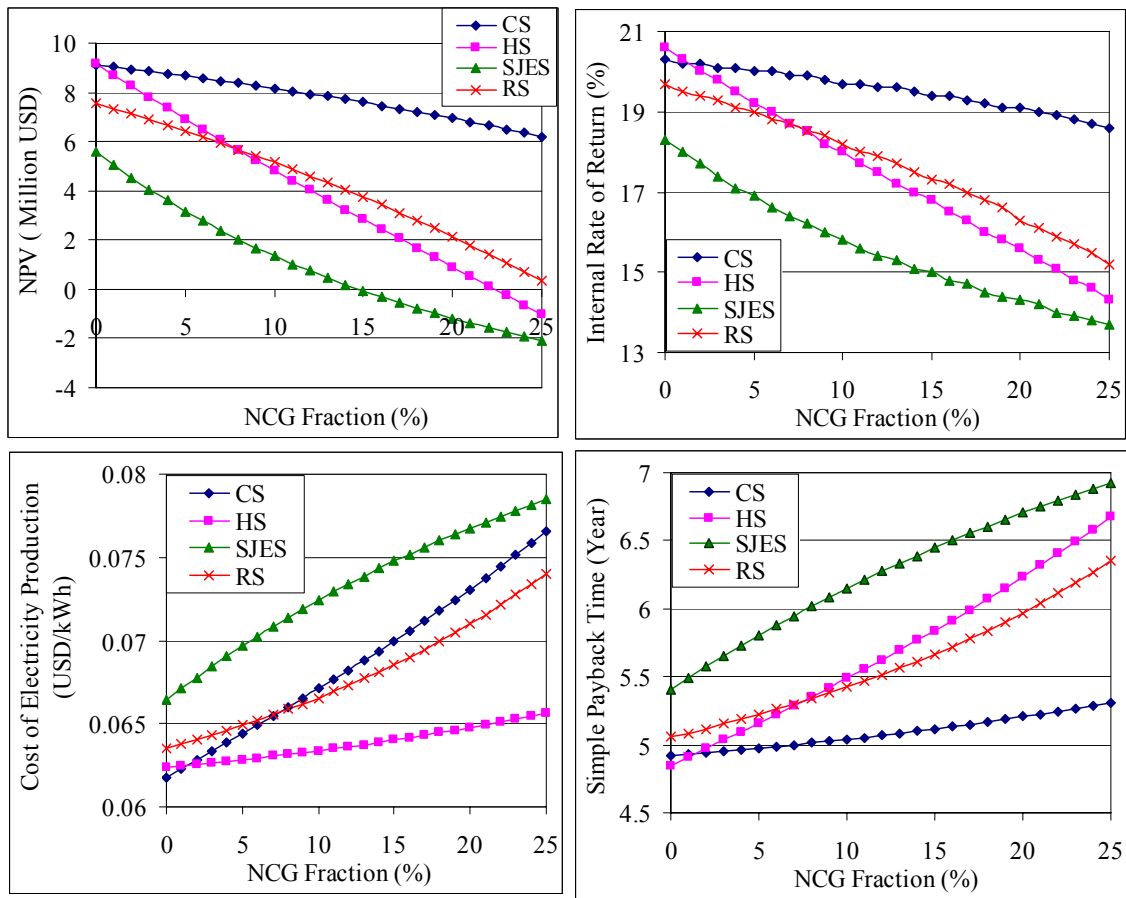 CS
HS
SJES
RS
10
8
6
4
2
0
-2
-4
0
5
10
15
20
25
NPV ( Million USD)
NCG Fraction (%)
21
19
17
15
13
CS
HS
SJES
RS
0
5
10
15
20
25
Internal Rate of Return (%)
NCG Fraction (%)
0.08
0.075
0.07
0.065
0.06
CS
HS
SJES
RS
0
5
10
15
20
25
Cost of Electricity Production
(USD/kWh)
NCG Fraction (%)
7
6.5
6
5.5
5
4.5
CS
HS
SJES
RS
0
5
10
15
20
25
Simple Payback Time (Year)
NCG Fraction (%)